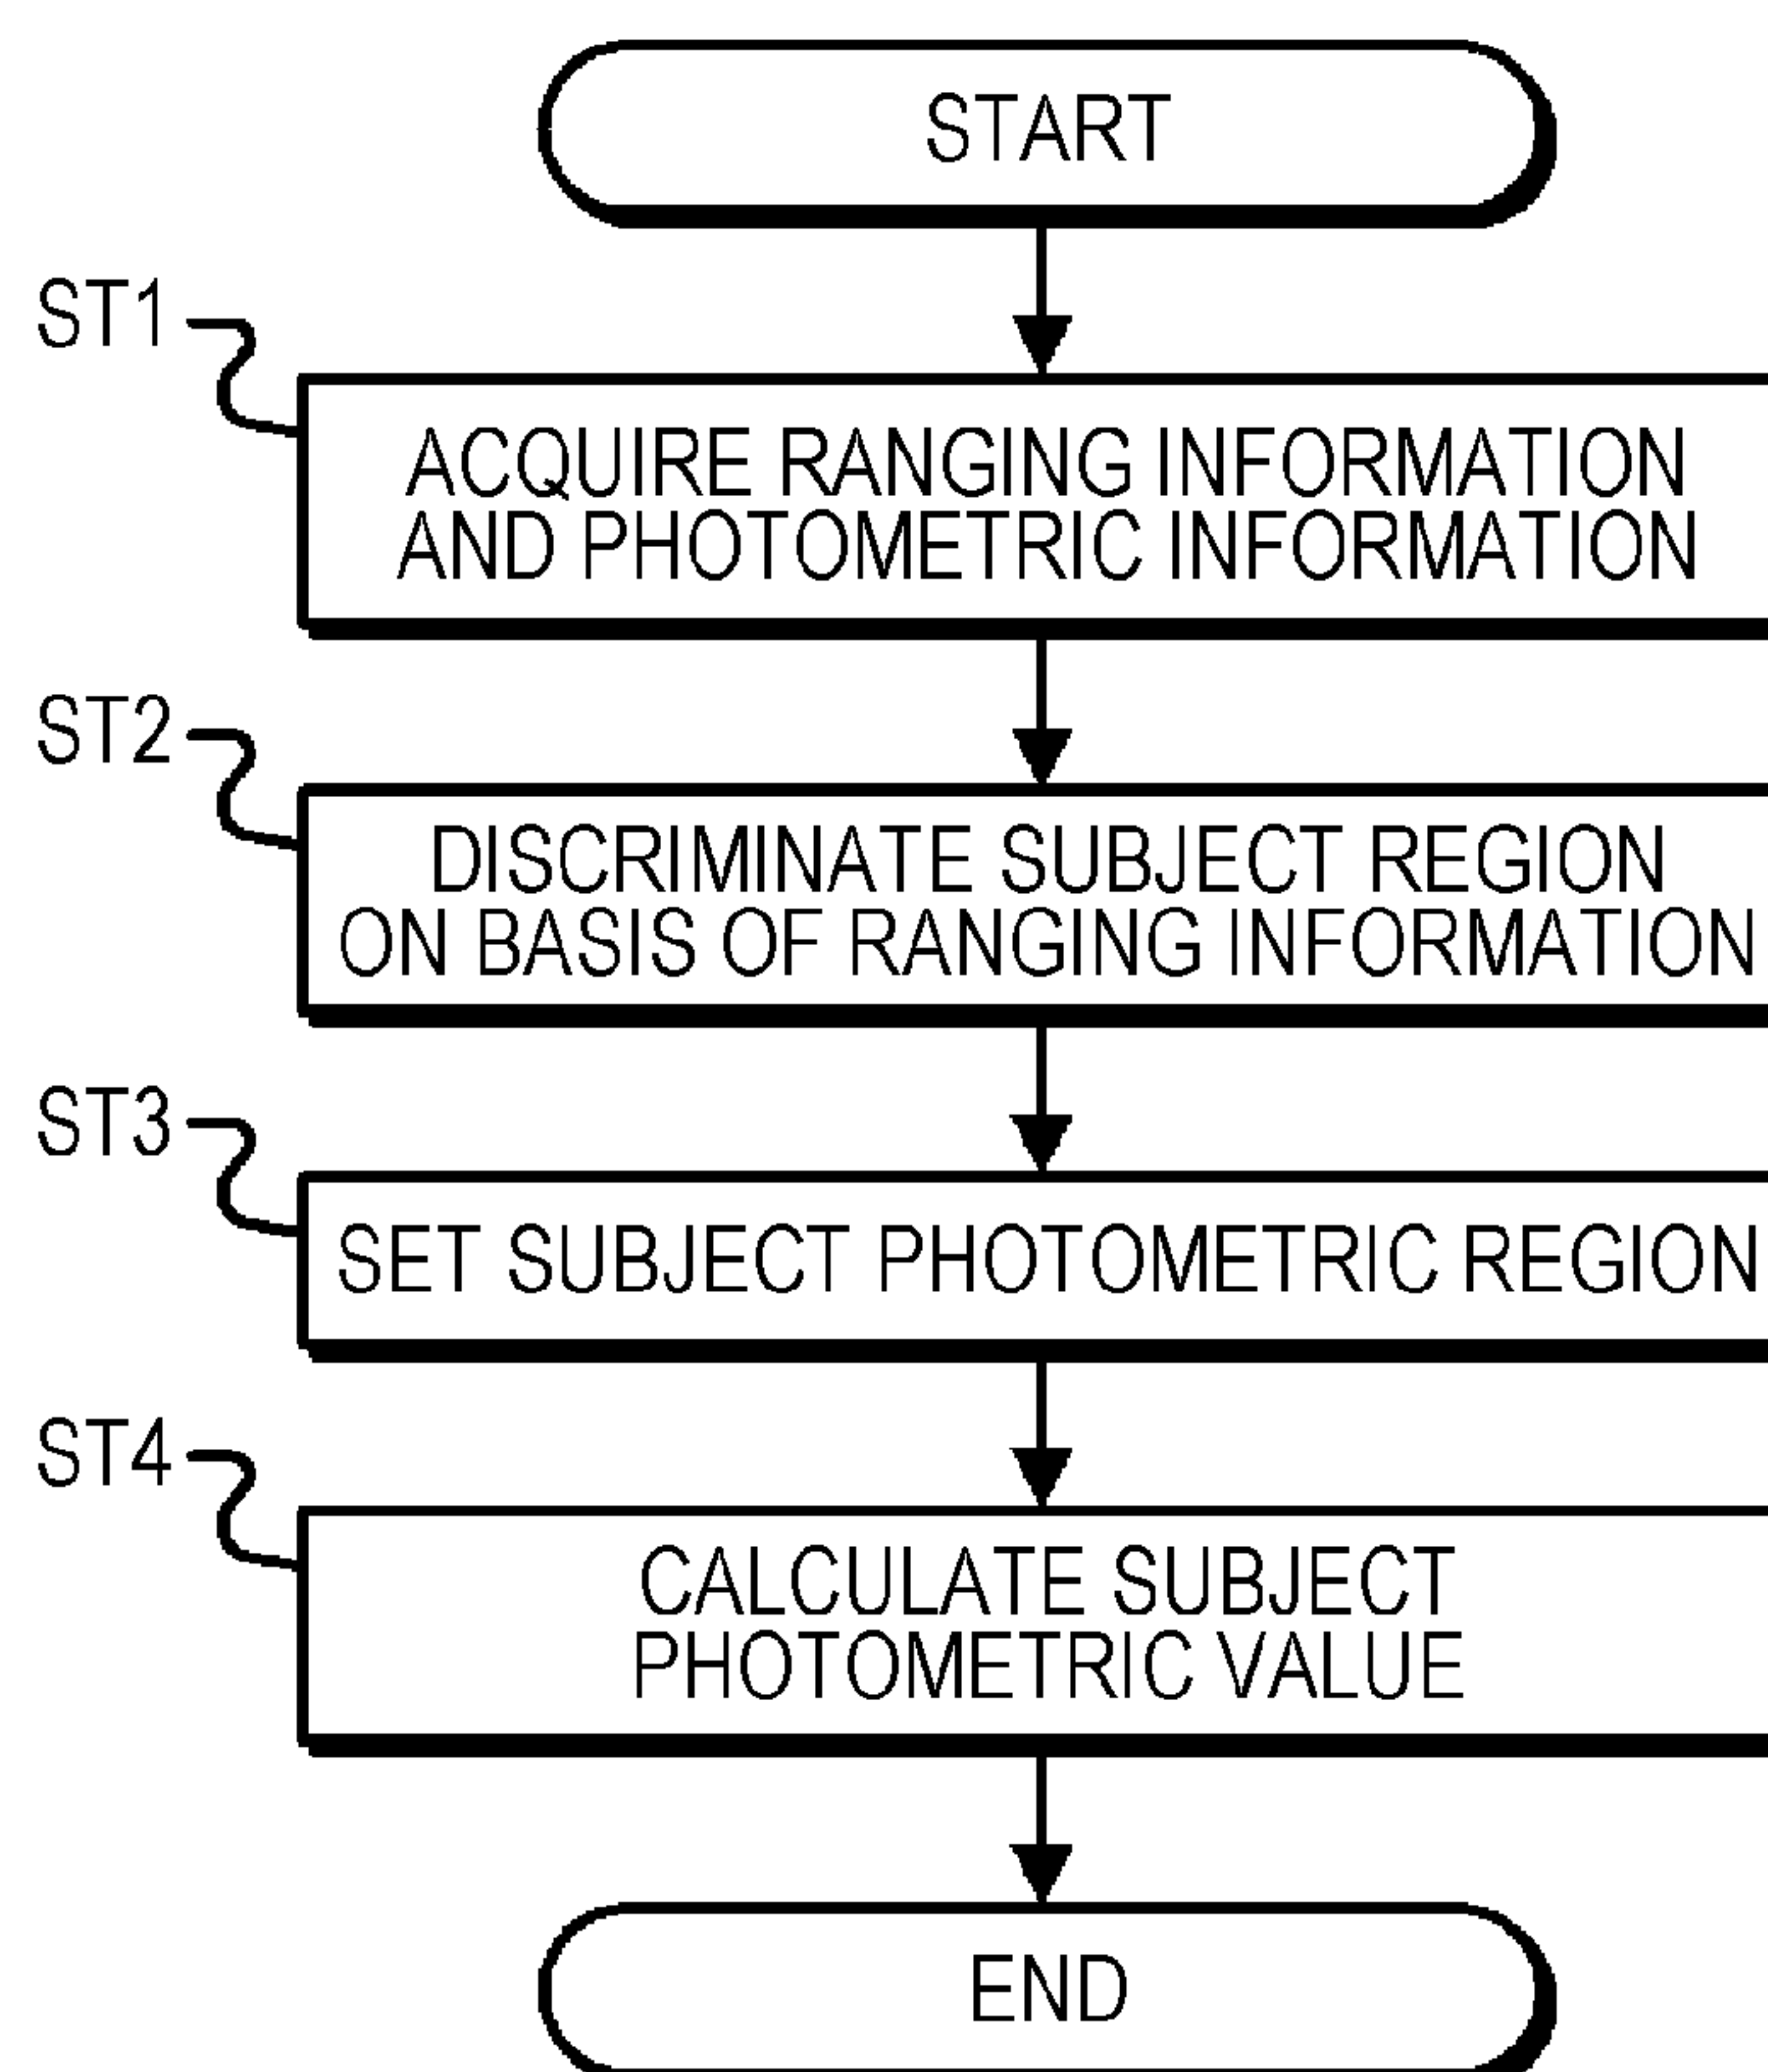 START
ST1
ACQUIRE RANGING INFORMATION
AND PHOTOMETRIC INFORMATION
ST2
DISCRIMINATE SUBJECT REGION
ON BASIS OF RANGING INFORMATION
ST3
SET SUBJECT PHOTOMETRIC REGION
ST4
CALCULATE SUBJECT
PHOTOMETRIC VALUE
END